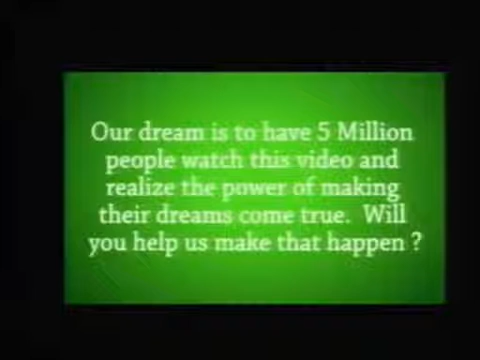 Our dream is to have 5 Million
people watch this video and
realize the power of making
their dreams come true.  Will
you help us make that happen ?